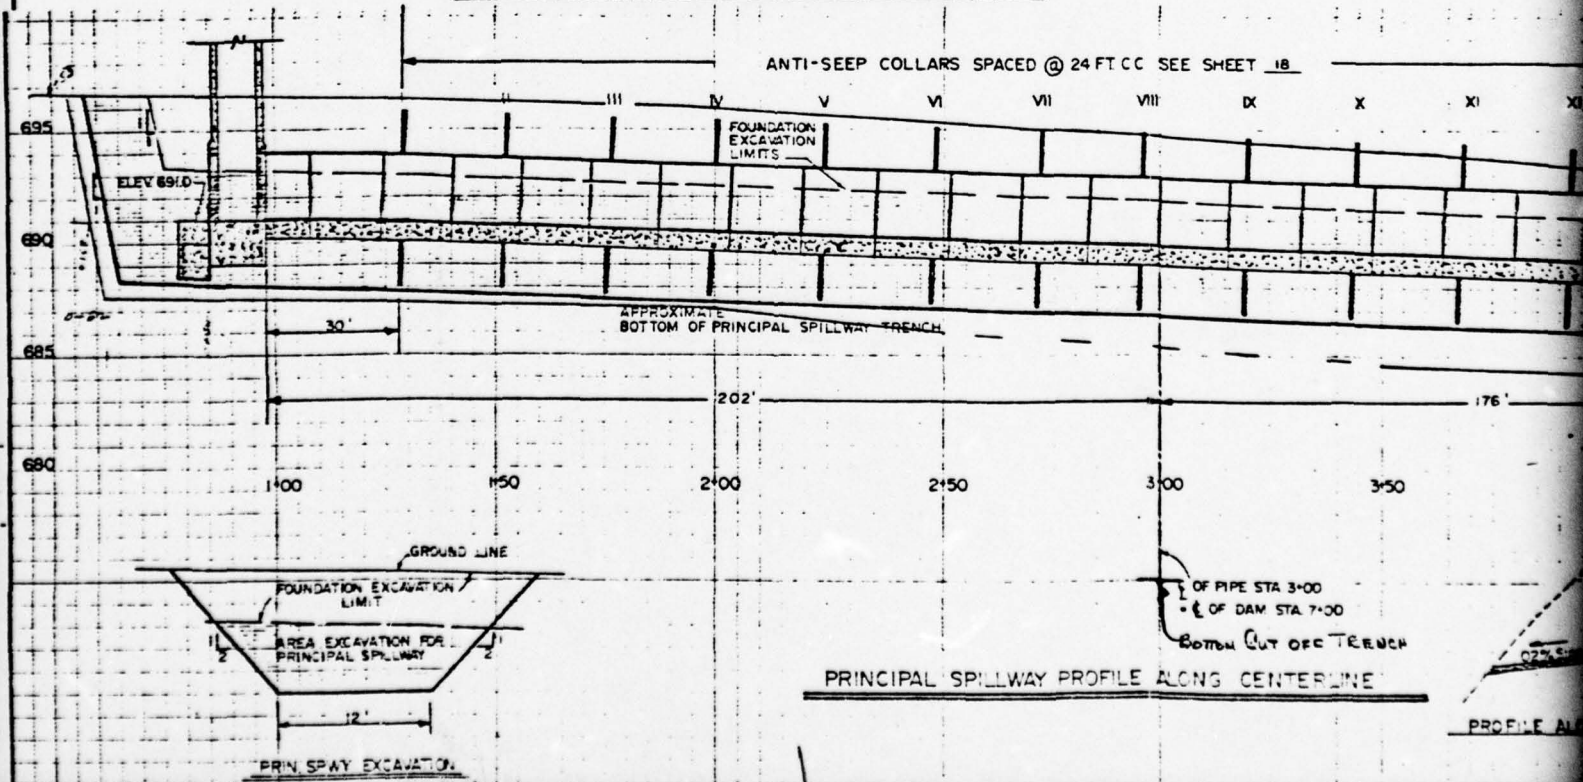 ANTI-SEEP COLLARS SPACED @ 24 FT. CC SEE SHEET 18
II III IV V VI VII VIII IX X XI
695
FOUNDATION
EXCAVATION
LIMITS
ELEV. 691.0
690
30'
APPROXIMATE
BOTTOM OF PRINCIPAL SPILLWAY TRENCH
685
202'
176'
680
1+00 1+50 2+00 2+50 3+00 3+50
GROUND LINE
FOUNDATION EXCAVATION
LIMIT
AREA EXCAVATION FOR
PRINCIPAL SPILLWAY
1
2
1
2
12'
PRIN. SPWY EXCAVATION
OF PIPE STA 3+00
℄ OF DAM STA 7+00
BOTTOM CUT OFF TRENCH
PRINCIPAL SPILLWAY PROFILE ALONG CENTERLINE
PROFILE AL